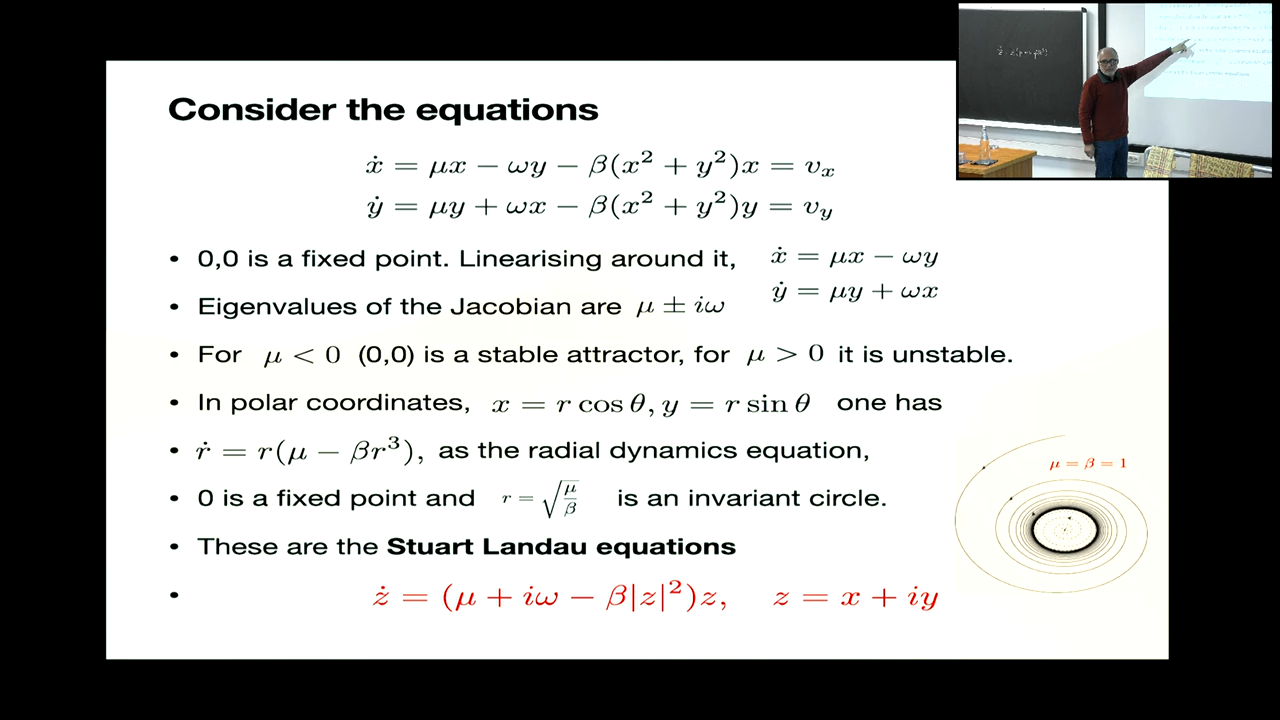 Consider the equations
ẋ = μx − ωy − β(x² + y²)x = vₓ
ẏ = μy + ωx − β(x² + y²)y = v_y
• 0,0 is a fixed point. Linearising around it, ẋ = μx − ωy
ẏ = μy + ωx
• Eigenvalues of the Jacobian are μ ± iω
• For μ < 0 (0,0) is a stable attractor, for μ > 0 it is unstable.
• In polar coordinates, x = r cos θ, y = r sin θ one has
• ṙ = r(μ − βr³), as the radial dynamics equation,
μ = β = 1
• 0 is a fixed point and r = √(μ/β) is an invariant circle.
• These are the Stuart Landau equations
• ż = (μ + iω − β|z|²)z, z = x + iy